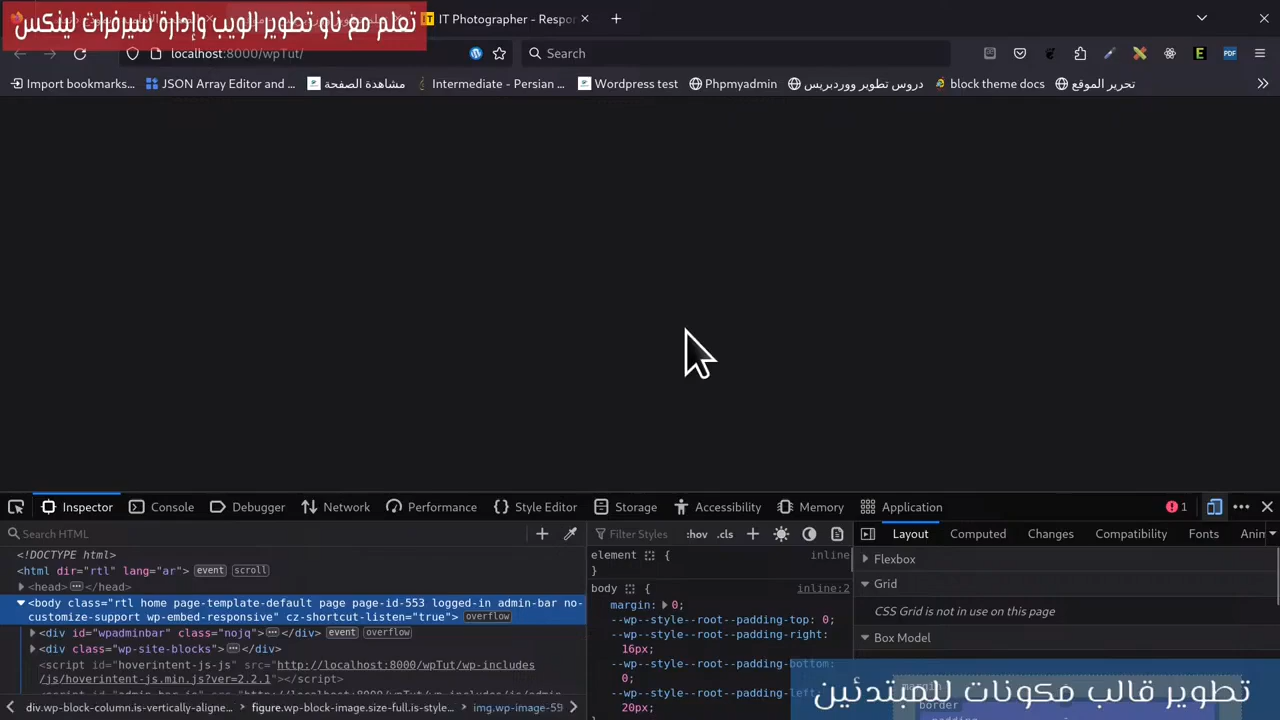 تعلم مع ناو تطوير الويب وإدارة سيرفرات لينكس
IT Photographer - Respo
localhost:8000/wpTut/
Search
Import bookmarks...
JSON Array Editor and ...
مشاهدة الصفحة
Intermediate - Persian ...
Wordpress test
Phpmyadmin
دروس تطوير ووردبريس
block theme docs
تحرير الموقع
Inspector
Console
Debugger
Network
Performance
Style Editor
Storage
Accessibility
Memory
Application
1
Search HTML
Filter Styles
:hov .cls
Layout
Computed
Changes
Compatibility
Fonts
Anin
<!DOCTYPE html>
<html dir="rtl" lang="ar"> event scroll
<head> ... </head>
<body class="rtl home page-template-default page page-id-553 logged-in admin-bar no-
customize-support wp-embed-responsive" cz-shortcut-listen="true"> overflow
<div id="wpadminbar" class="nojq"> ... </div> event overflow
<div class="wp-site-blocks"> ... </div>
<script id="hoverintent-js-js" src="http://localhost:8000/wpTut/wp-includes
/js/hoverintent-js.min.js?ver=2.2.1"></script>
div.wp-block-column.is-vertically-aligne...
figure.wp-block-image.size-full.is-style...
img.wp-image-59
element { inline
}
body { inline:2
margin: 0;
--wp--style--root--padding-top: 0;
--wp--style--root--padding-right:
16px;
--wp--style--root--padding-bottom:
0;
--wp--style--root--padding-left:
20px;
Flexbox
Grid
CSS Grid is not in use on this page
Box Model
border
تطوير قالب مكونات للمبتدئين